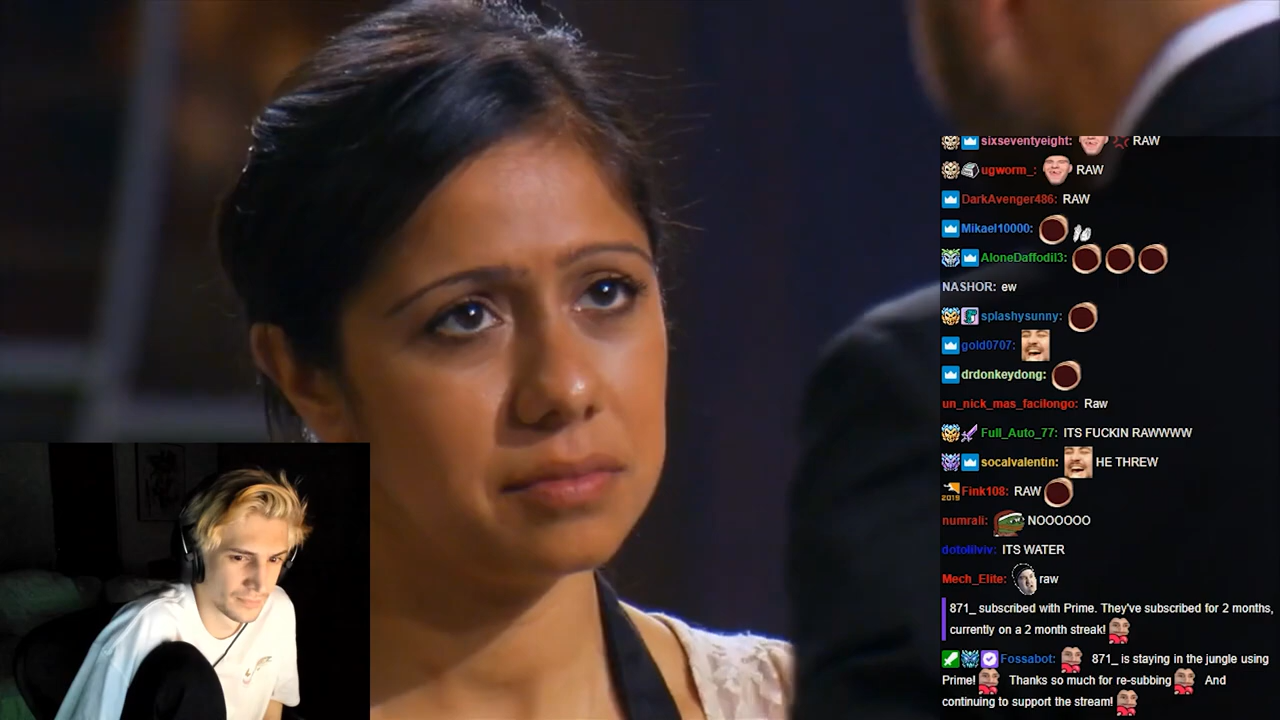 sixseventyeight: RAW
ugworm_: RAW
DarkAvenger486: RAW
Mikael10000:
AloneDaffodil3:
NASHOR: ew
splashysunny:
gold0707:
drdonkeydong:
un_nick_mas_facilongo: Raw
Full_Auto_77: ITS FUCKIN RAWWWW
socalvalentin: HE THREW
2019 Fink108: RAW
numrali: NOOOOOO
dotolilviv: ITS WATER
Mech_Elite: raw
871_ subscribed with Prime. They've subscribed for 2 months,
currently on a 2 month streak!
Fossabot: 871_ is staying in the jungle using
Prime! Thanks so much for re-subbing And
continuing to support the stream!